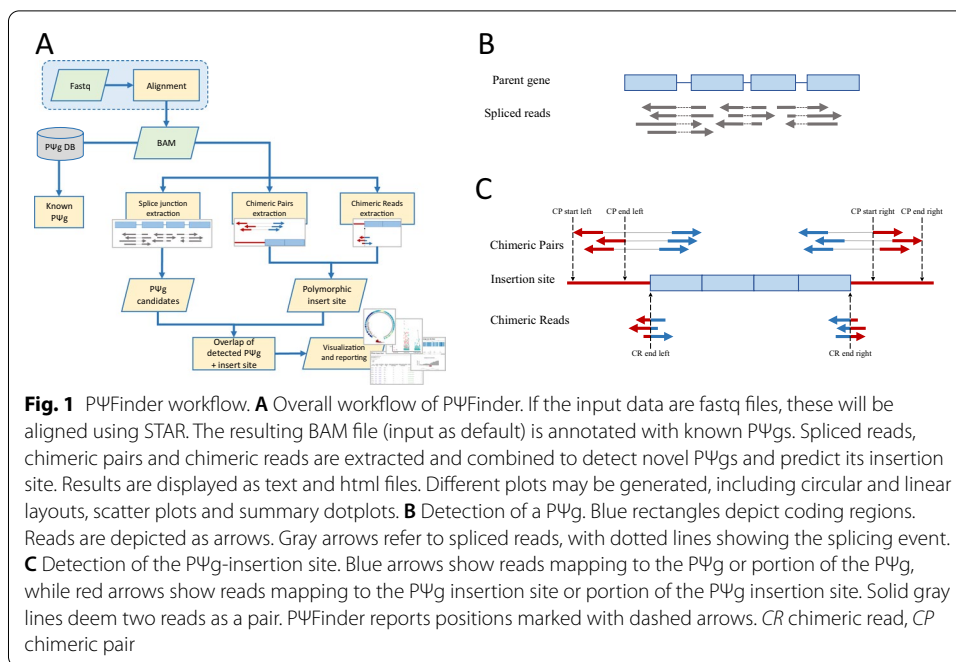 A
Fastq
Alignment
PΨg DB
BAM
Known
PΨg
Splice junction
extraction
Chimeric Pairs
extraction
Chimeric Reads
extraction
PΨg
candidates
Polymorphic
insert site
Overlap of
detected PΨg
+ insert site
Visualization
and reporting
B
Parent gene
Spliced reads
C
CP start left
CP end left
CP start right
CP end right
Chimeric Pairs
Insertion site
Chimeric Reads
CR end left
CR end right
Fig. 1 PΨFinder workflow. A Overall workflow of PΨFinder. If the input data are fastq files, these will be
aligned using STAR. The resulting BAM file (input as default) is annotated with known PΨgs. Spliced reads,
chimeric pairs and chimeric reads are extracted and combined to detect novel PΨgs and predict its insertion
site. Results are displayed as text and html files. Different plots may be generated, including circular and linear
layouts, scatter plots and summary dotplots. B Detection of a PΨg. Blue rectangles depict coding regions.
Reads are depicted as arrows. Gray arrows refer to spliced reads, with dotted lines showing the splicing event.
C Detection of the PΨg-insertion site. Blue arrows show reads mapping to the PΨg or portion of the PΨg,
while red arrows show reads mapping to the PΨg insertion site or portion of the PΨg insertion site. Solid gray
lines deem two reads as a pair. PΨFinder reports positions marked with dashed arrows. CR chimeric read, CP
chimeric pair